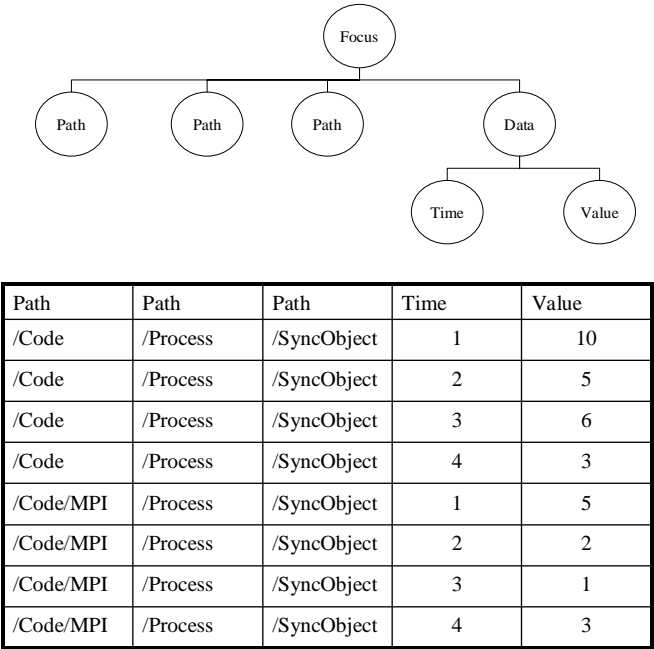 Focus
Path Path Path Data
Time Value
Path Path Path Time Value
/Code /Process /SyncObject 1 10
/Code /Process /SyncObject 2 5
/Code /Process /SyncObject 3 6
/Code /Process /SyncObject 4 3
/Code/MPI /Process /SyncObject 1 5
/Code/MPI /Process /SyncObject 2 2
/Code/MPI /Process /SyncObject 3 1
/Code/MPI /Process /SyncObject 4 3